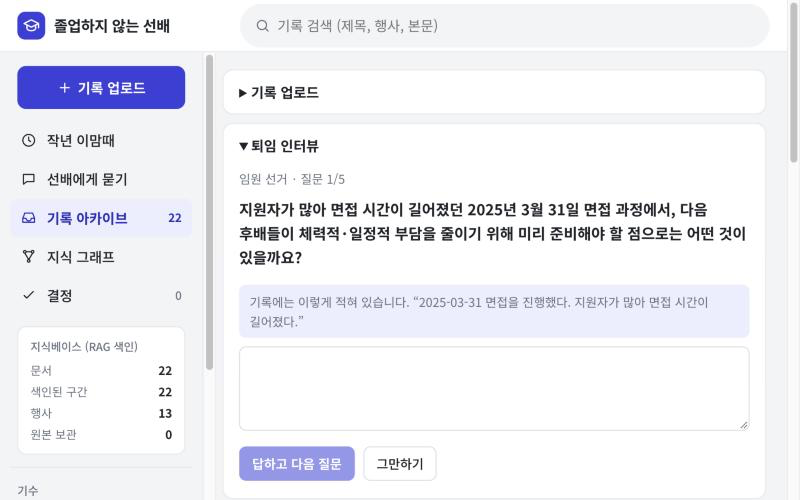 졸업하지 않는 선배
기록 검색 (제목, 행사, 본문)
+ 기록 업로드
작년 이맘때
선배에게 묻기
기록 아카이브 22
지식 그래프
결정 0
지식베이스 (RAG 색인)
문서 22
색인된 구간 22
행사 13
원본 보관 0
기수
▶ 기록 업로드
▼ 퇴임 인터뷰
임원 선거 · 질문 1/5
지원자가 많아 면접 시간이 길어졌던 2025년 3월 31일 면접 과정에서, 다음
후배들이 체력적·일정적 부담을 줄이기 위해 미리 준비해야 할 점으로는 어떤 것이
있을까요?
기록에는 이렇게 적혀 있습니다. “2025-03-31 면접을 진행했다. 지원자가 많아 면접 시간이
길어졌다.”
답하고 다음 질문
그만하기